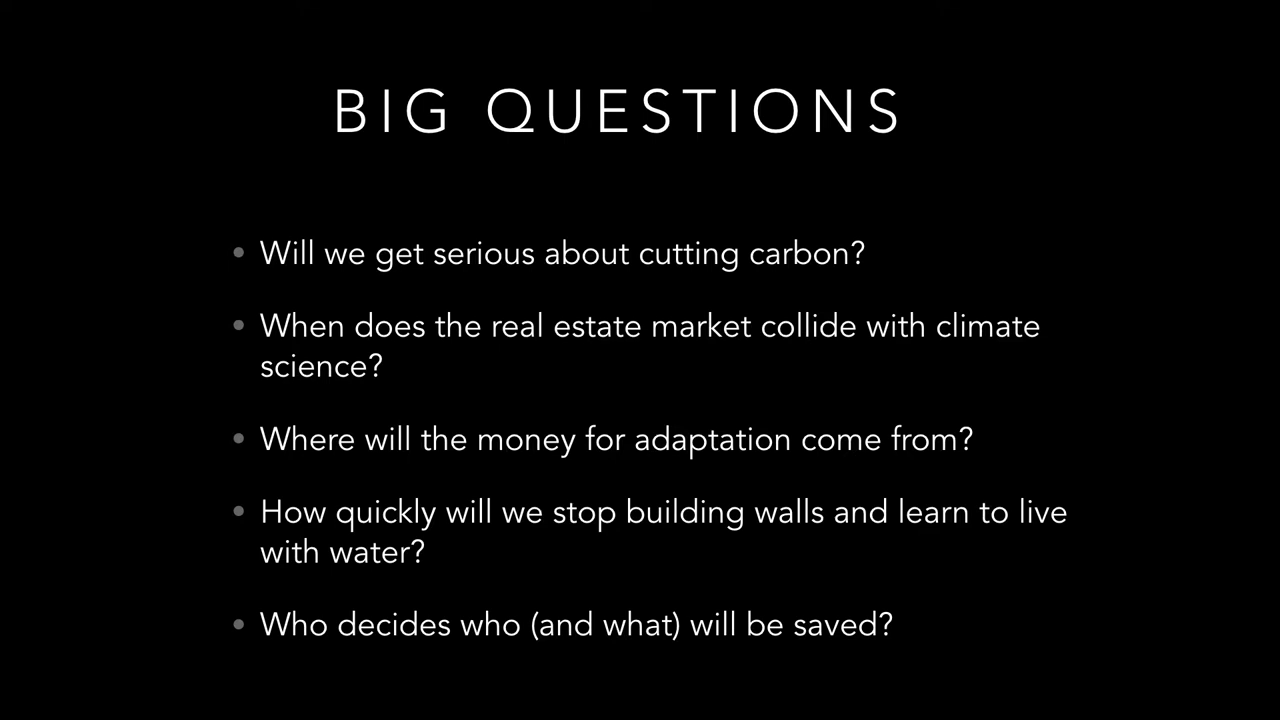 BIG QUESTIONS
• Will we get serious about cutting carbon?
• When does the real estate market collide with climate
science?
• Where will the money for adaptation come from?
• How quickly will we stop building walls and learn to live
with water?
• Who decides who (and what) will be saved?